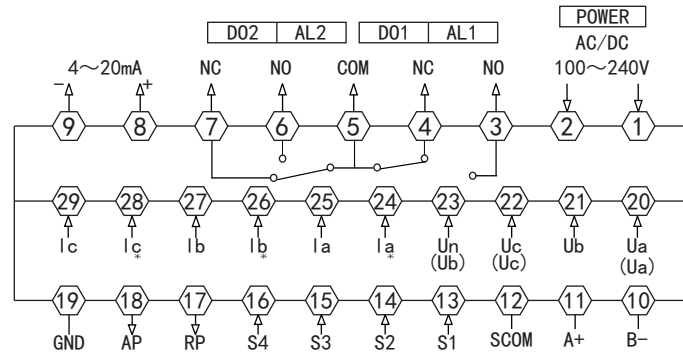 POWER
DO2 AL2 DO1 AL1
AC/DC
4～20mA NC NO COM NC NO 100～240V
- +
9 8 7 6 5 4 3 2 1
29 28 27 26 25 24 23 22 21 20
Ic Ic* Ib Ib* Ia Ia* Un Uc Ub Ua
(Ub) (Uc) (Ua)
19 18 17 16 15 14 13 12 11 10
GND AP RP S4 S3 S2 S1 SCOM A+ B-